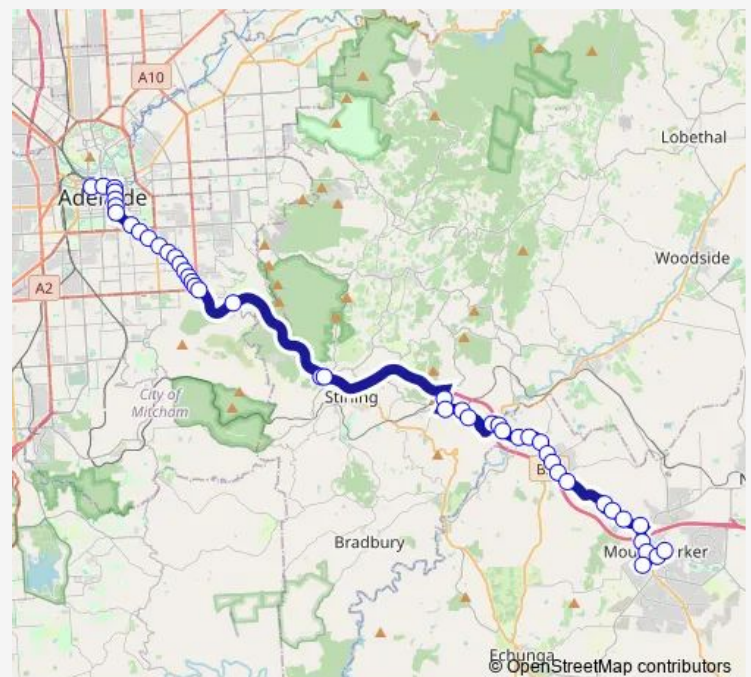 A10
Lobethal
Adelaide
Woodside
A2
City of
Mitcham
Stirling
Bradbury
Echunga
© OpenStreetMap contributors